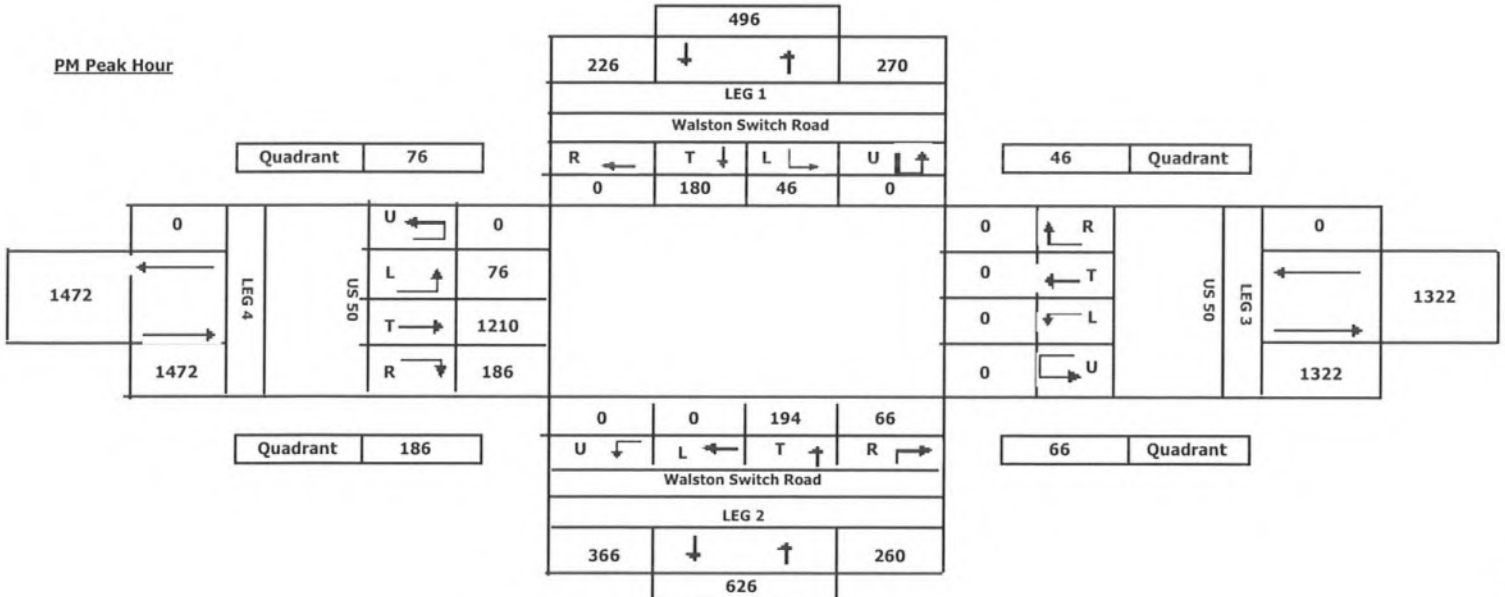 496
PM Peak Hour
226 270
LEG 1
Walston Switch Road
Quadrant 76
R T L U
46 Quadrant
0 180 46 0
0 U 0 0 R 0
1472 LEG 4 US 50 L 76 0 T US 50 LEG 3 1322
T 1210 0 L
1472 R 186 0 U 1322
0 0 194 66
Quadrant 186
U L T R
66 Quadrant
Walston Switch Road
LEG 2
366 260
626